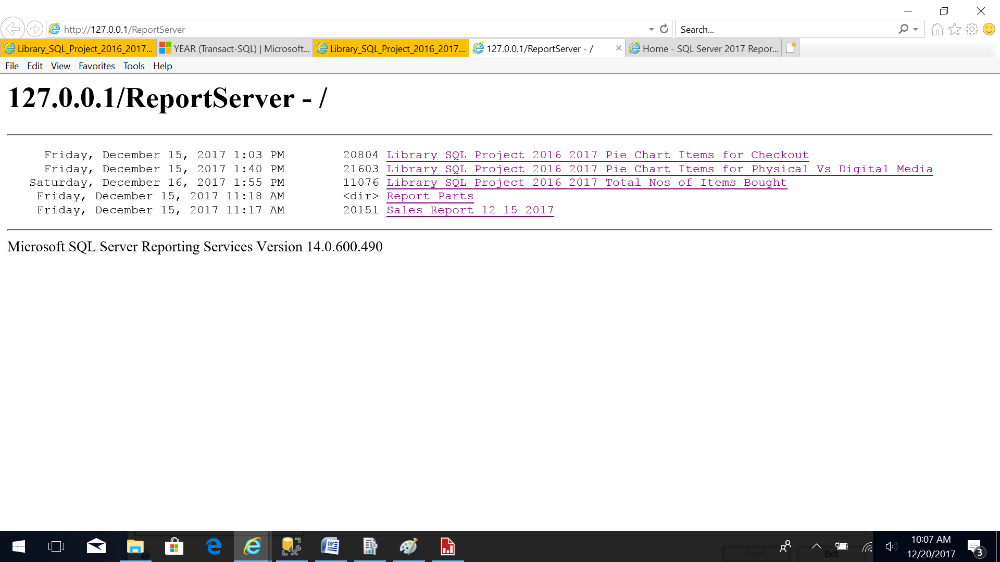 http://127.0.0.1/ReportServer
Search...
Library_SQL_Project_2016_2017...
YEAR (Transact-SQL) | Microsoft...
Library_SQL_Project_2016_2017...
127.0.0.1/ReportServer - /
Home - SQL Server 2017 Repor...
File Edit View Favorites Tools Help
127.0.0.1/ReportServer - /
Friday, December 15, 2017 1:03 PM 20804 Library SQL Project 2016 2017 Pie Chart Items for Checkout
Friday, December 15, 2017 1:40 PM 21603 Library SQL Project 2016 2017 Pie Chart Items for Physical Vs Digital Media
Saturday, December 16, 2017 1:55 PM 11076 Library SQL Project 2016 2017 Total Nos of Items Bought
Friday, December 15, 2017 11:18 AM <dir> Report Parts
Friday, December 15, 2017 11:17 AM 20151 Sales Report 12 15 2017
Microsoft SQL Server Reporting Services Version 14.0.600.490
10:07 AM
12/20/2017
3
Apply
Exit